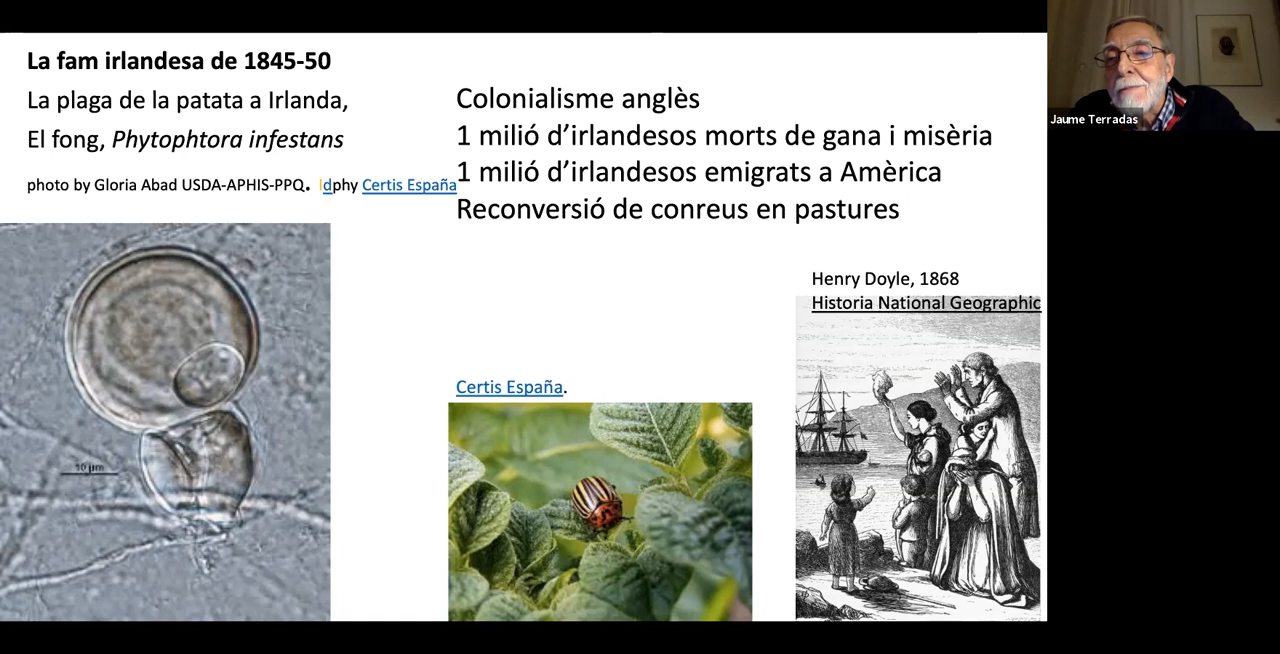 La fam irlandesa de 1845-50
La plaga de la patata a Irlanda,
El fong, Phytophtora infestans
photo by Gloria Abad USDA-APHIS-PPQ. Idphy Certis España
Colonialisme anglès
1 milió d’irlandesos morts de gana i misèria
1 milió d’irlandesos emigrats a Amèrica
Reconversió de conreus en pastures
Henry Doyle, 1868
Historia National Geographic
Certis España.
10 µm
Jaume Terradas